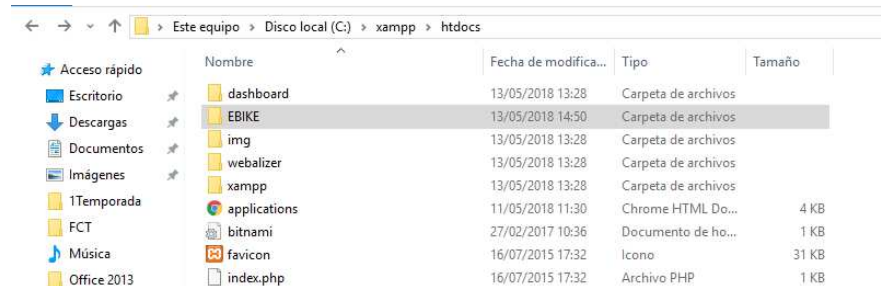 Este equipo > Disco local (C:) > xampp > htdocs
Acceso rápido
Escritorio
Descargas
Documentos
Imágenes
1Temporada
FCT
Música
Office 2013
Nombre Fecha de modifica... Tipo Tamaño
dashboard 13/05/2018 13:28 Carpeta de archivos
EBIKE 13/05/2018 14:50 Carpeta de archivos
img 13/05/2018 13:28 Carpeta de archivos
webalizer 13/05/2018 13:28 Carpeta de archivos
xampp 13/05/2018 13:28 Carpeta de archivos
applications 11/05/2018 11:30 Chrome HTML Do... 4 KB
bitnami 27/02/2017 10:36 Documento de ho... 1 KB
favicon 16/07/2015 17:32 Icono 31 KB
index.php 16/07/2015 17:32 Archivo PHP 1 KB